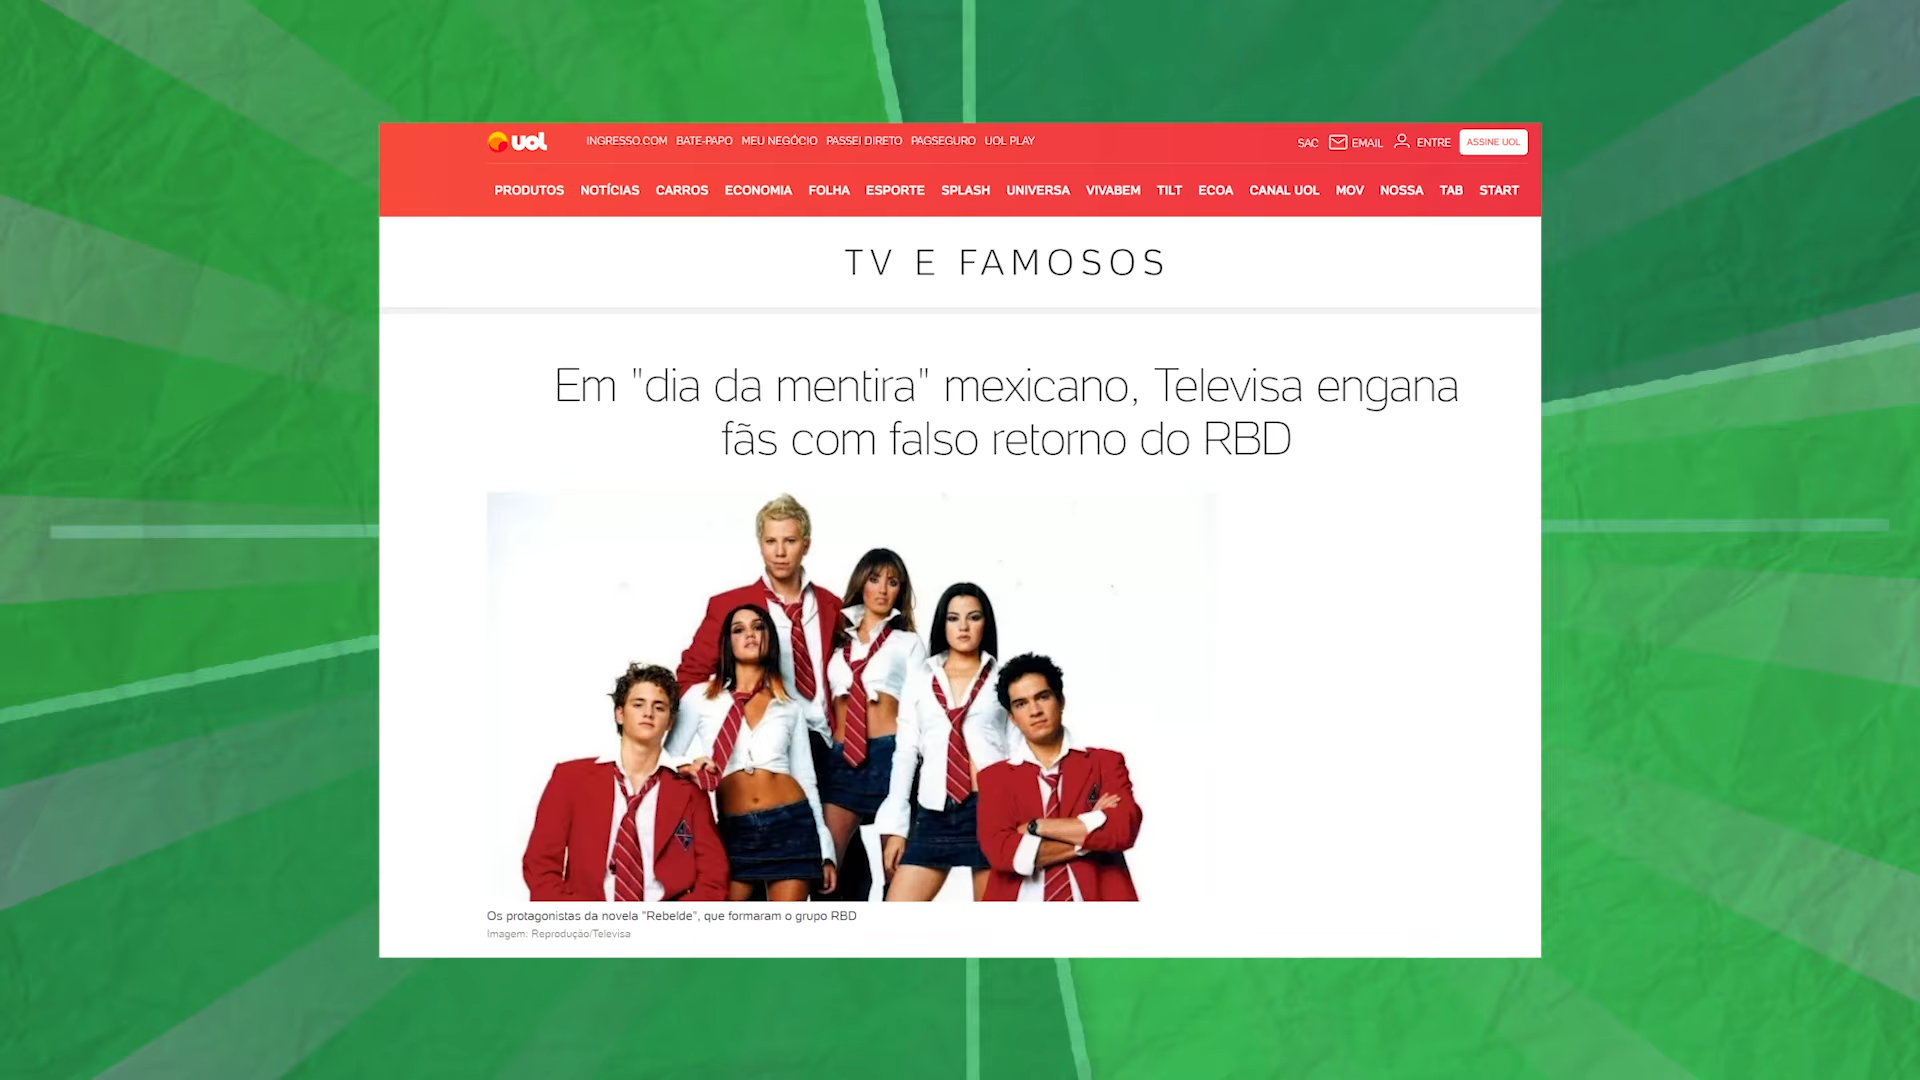 uol INGRESSO.COM BATE-PAPO MEU NEGÓCIO PASSEI DIRETO PAGSEGURO UOL PLAY SAC EMAIL ENTRE ASSINE UOL
PRODUTOS NOTÍCIAS CARROS ECONOMIA FOLHA ESPORTE SPLASH UNIVERSA VIVABEM TILT ECOA CANAL UOL MOV NOSSA TAB START
TV E FAMOSOS
Em "dia da mentira" mexicano, Televisa engana
fãs com falso retorno do RBD
Os protagonistas da novela "Rebelde", que formaram o grupo RBD
Imagem: Reprodução/Televisa